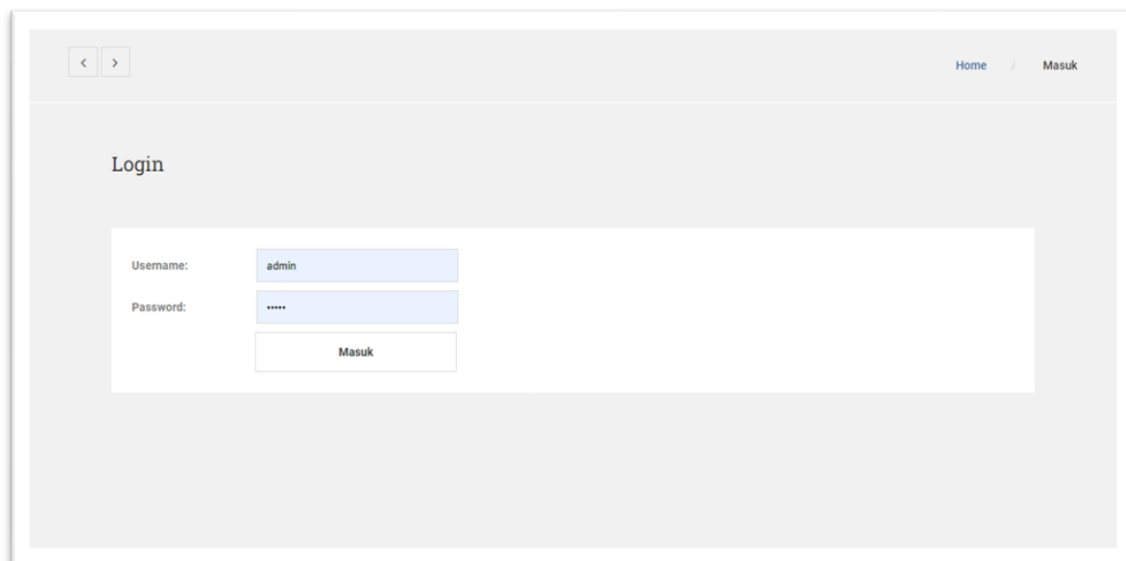 Home / Masuk
Login
Username: admin
Password: •••••
Masuk